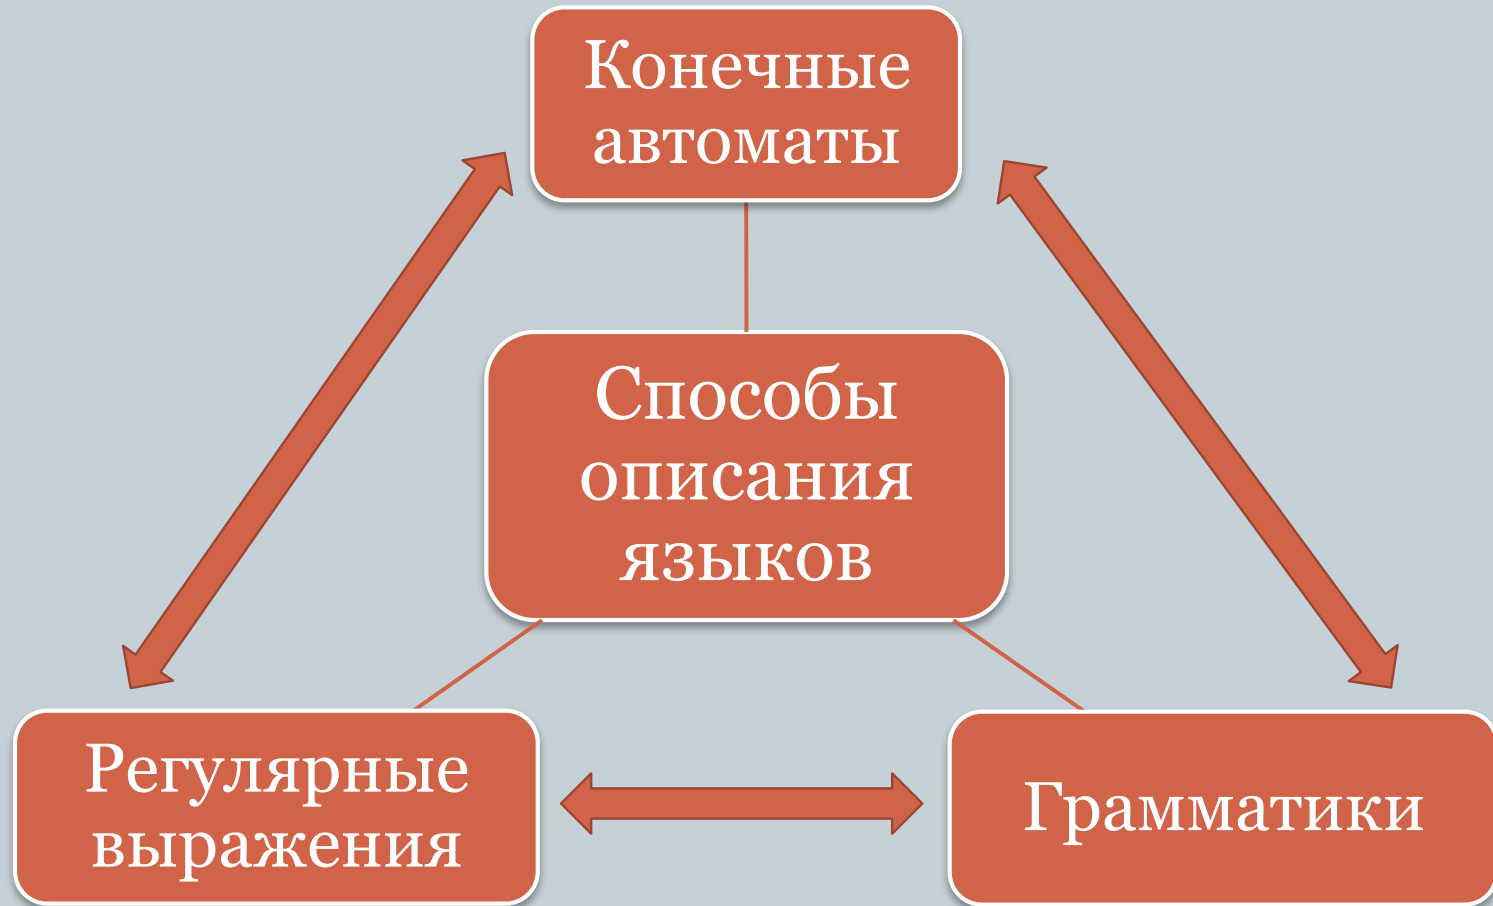 Конечные
автоматы
Способы
описания
языков
Регулярные
выражения
Грамматики